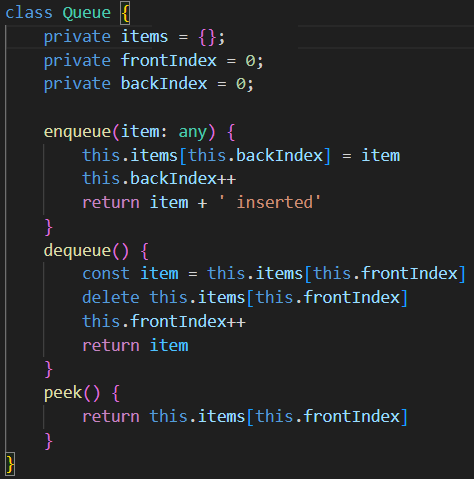 class Queue {
    private items = {};
    private frontIndex = 0;
    private backIndex = 0;

    enqueue(item: any) {
        this.items[this.backIndex] = item
        this.backIndex++
        return item + ' inserted'
    }
    dequeue() {
        const item = this.items[this.frontIndex]
        delete this.items[this.frontIndex]
        this.frontIndex++
        return item
    }
    peek() {
        return this.items[this.frontIndex]
    }
}